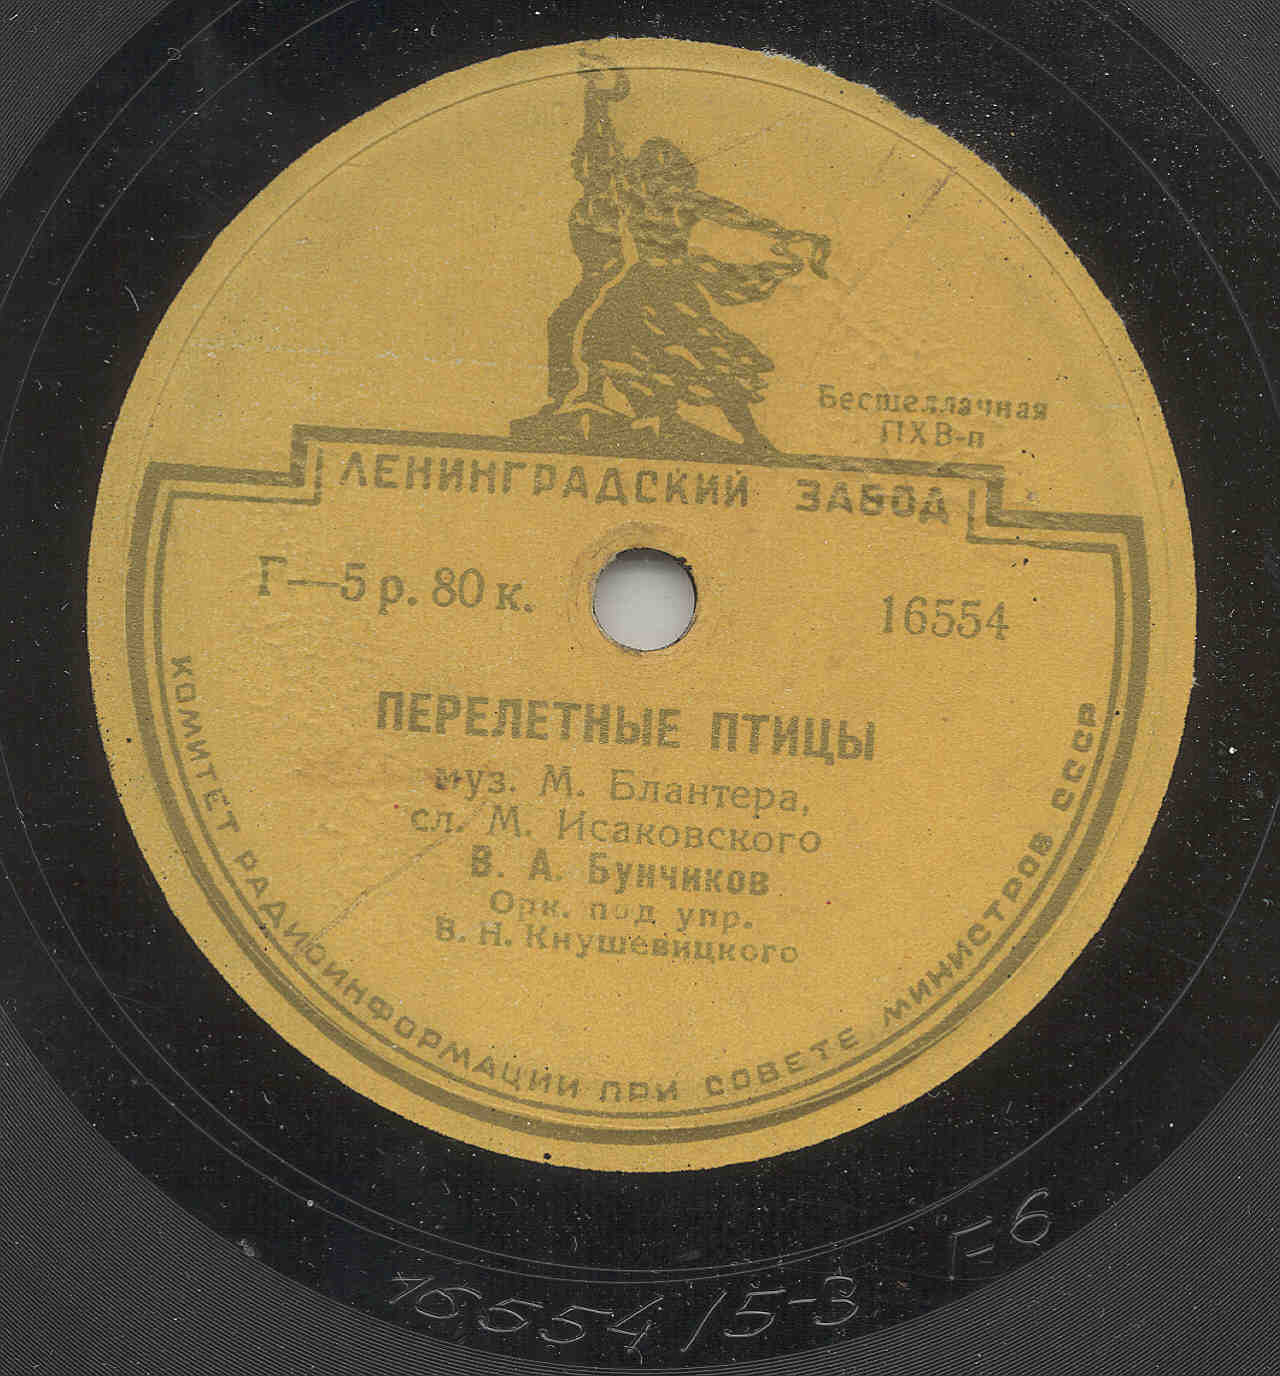 Бесшеллачная
ПХВ-п
ЛЕНИНГРАДСКИЙ ЗАВОД
Г—5 р. 80 к.
16554
ПЕРЕЛЕТНЫЕ ПТИЦЫ
муз. М. Блантера,
сл. М. Исаковского
В. А. Бунчиков
Орк. под упр.
В. Н. Кнушевицкого
КОМИТЕТ РАДИОИНФОРМАЦИИ ПРИ СОВЕТЕ МИНИСТРОВ СССР
16554/5-3 Г-6